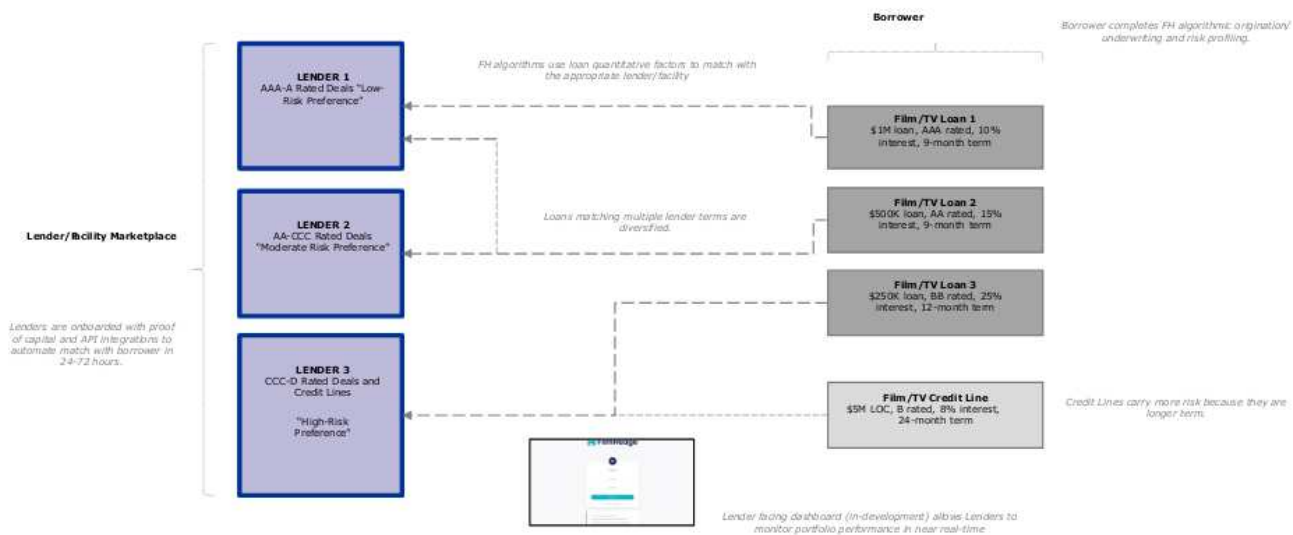 Borrower
Borrower completes FH algorithmic origination/
underwriting and risk profiling.
LENDER 1
AAA-A Rated Deals "Low-
Risk Preference"
FH algorithms use loan quantitative factors to match with
the appropriate lender/facility
Film/TV Loan 1
$1M loan, AAA rated, 10%
interest, 9-month term
LENDER 2
AA-CCC Rated Deals
"Moderate Risk Preference"
Loans matching multiple lender terms are
diversified.
Film/TV Loan 2
$500K loan, AA rated, 15%
interest, 9-month term
Lender/Facility Marketplace
Film/TV Loan 3
$250K loan, BB rated, 25%
interest, 12-month term
Lenders are onboarded with proof
of capital and API integrations to
automate match with borrower in
24-72 hours.
LENDER 3
CCC-D Rated Deals and
Credit Lines
"High-Risk
Preference"
Film/TV Credit Line
$5M LOC, B rated, 8% interest,
24-month term
Credit Lines carry more risk because they are
longer term.
FilmHedge
Lender facing dashboard (in-development) allows Lenders to
monitor portfolio performance in near real-time